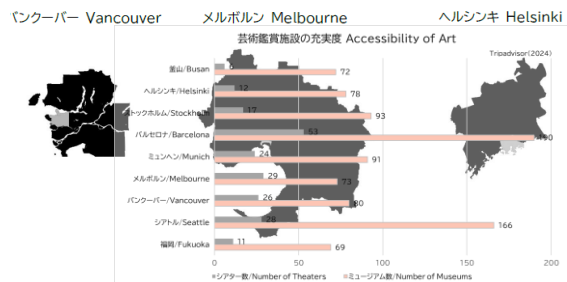 バンクーバー Vancouver メルボルン Melbourne ヘルシンキ Helsinki
芸術鑑賞施設の充実度 Accessibility of Art
Tripadvisor(2024)
釜山/Busan 72
ヘルシンキ/Helsinki 12 78
トックホルム/Stockholm 17 93
バルセロナ/Barcelona 53 190
ミュンヘン/Munich 24 91
メルボルン/Melbourne 29 73
バンクーバー/Vancouver 26 80
シアトル/Seattle 28 166
福岡/Fukuoka 11 69
0 50 100 150 200
シアター数/Number of Theaters ミュージアム数/Number of Museums